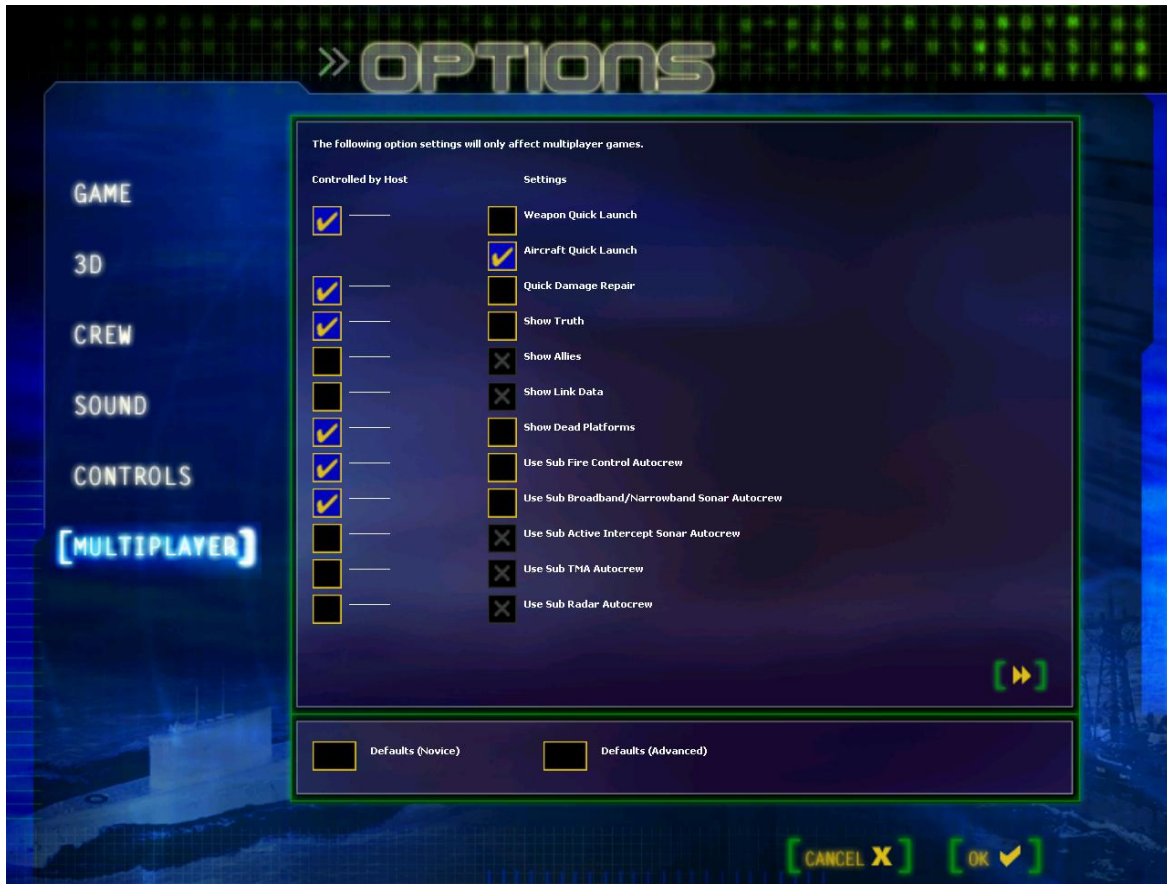 OPTIONS
The following option settings will only affect multiplayer games.
Controlled by Host Settings
Weapon Quick Launch
Aircraft Quick Launch
Quick Damage Repair
Show Truth
Show Allies
Show Link Data
Show Dead Platforms
Use Sub Fire Control Autocrew
Use Sub Broadband/Narrowband Sonar Autocrew
Use Sub Active Intercept Sonar Autocrew
Use Sub TMA Autocrew
Use Sub Radar Autocrew
GAME
3D
CREW
SOUND
CONTROLS
[MULTIPLAYER]
Defaults (Novice) Defaults (Advanced)
[CANCEL X] [OK ✔]